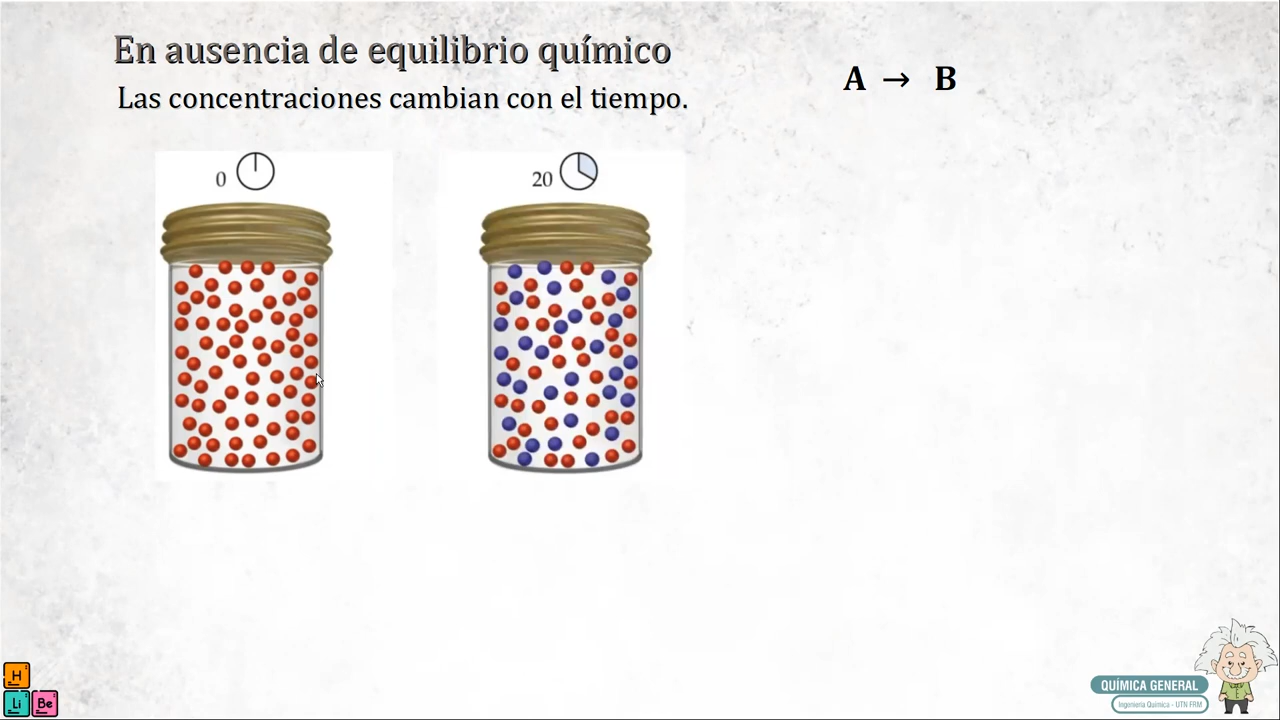 En ausencia de equilibrio químico
A → B
Las concentraciones cambian con el tiempo.
0
20
H
Li Be
QUÍMICA GENERAL
Ingeniería Química - UTN FRM